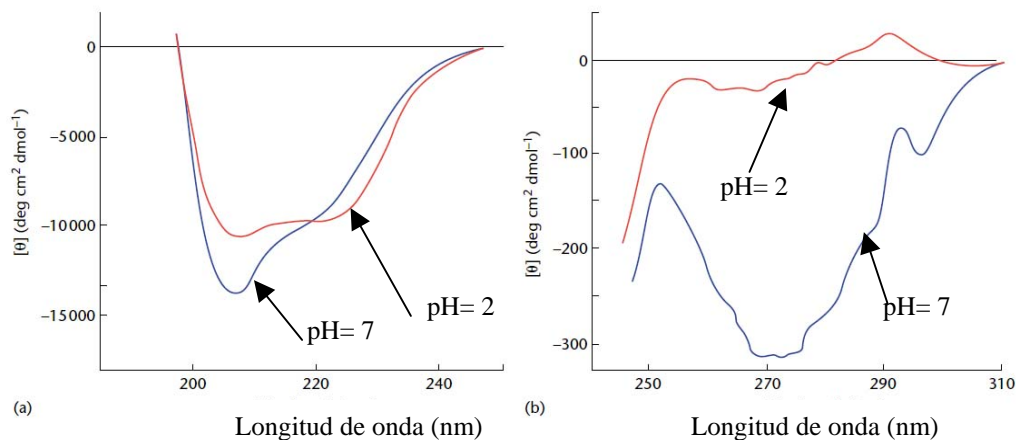 0
−5000
−10000
−15000
[θ] (deg cm² dmol⁻¹)
pH= 7
pH= 2
200
220
240
(a)
Longitud de onda (nm)
0
−100
−200
−300
[θ] (deg cm² dmol⁻¹)
pH= 2
pH= 7
250
270
290
310
(b)
Longitud de onda (nm)